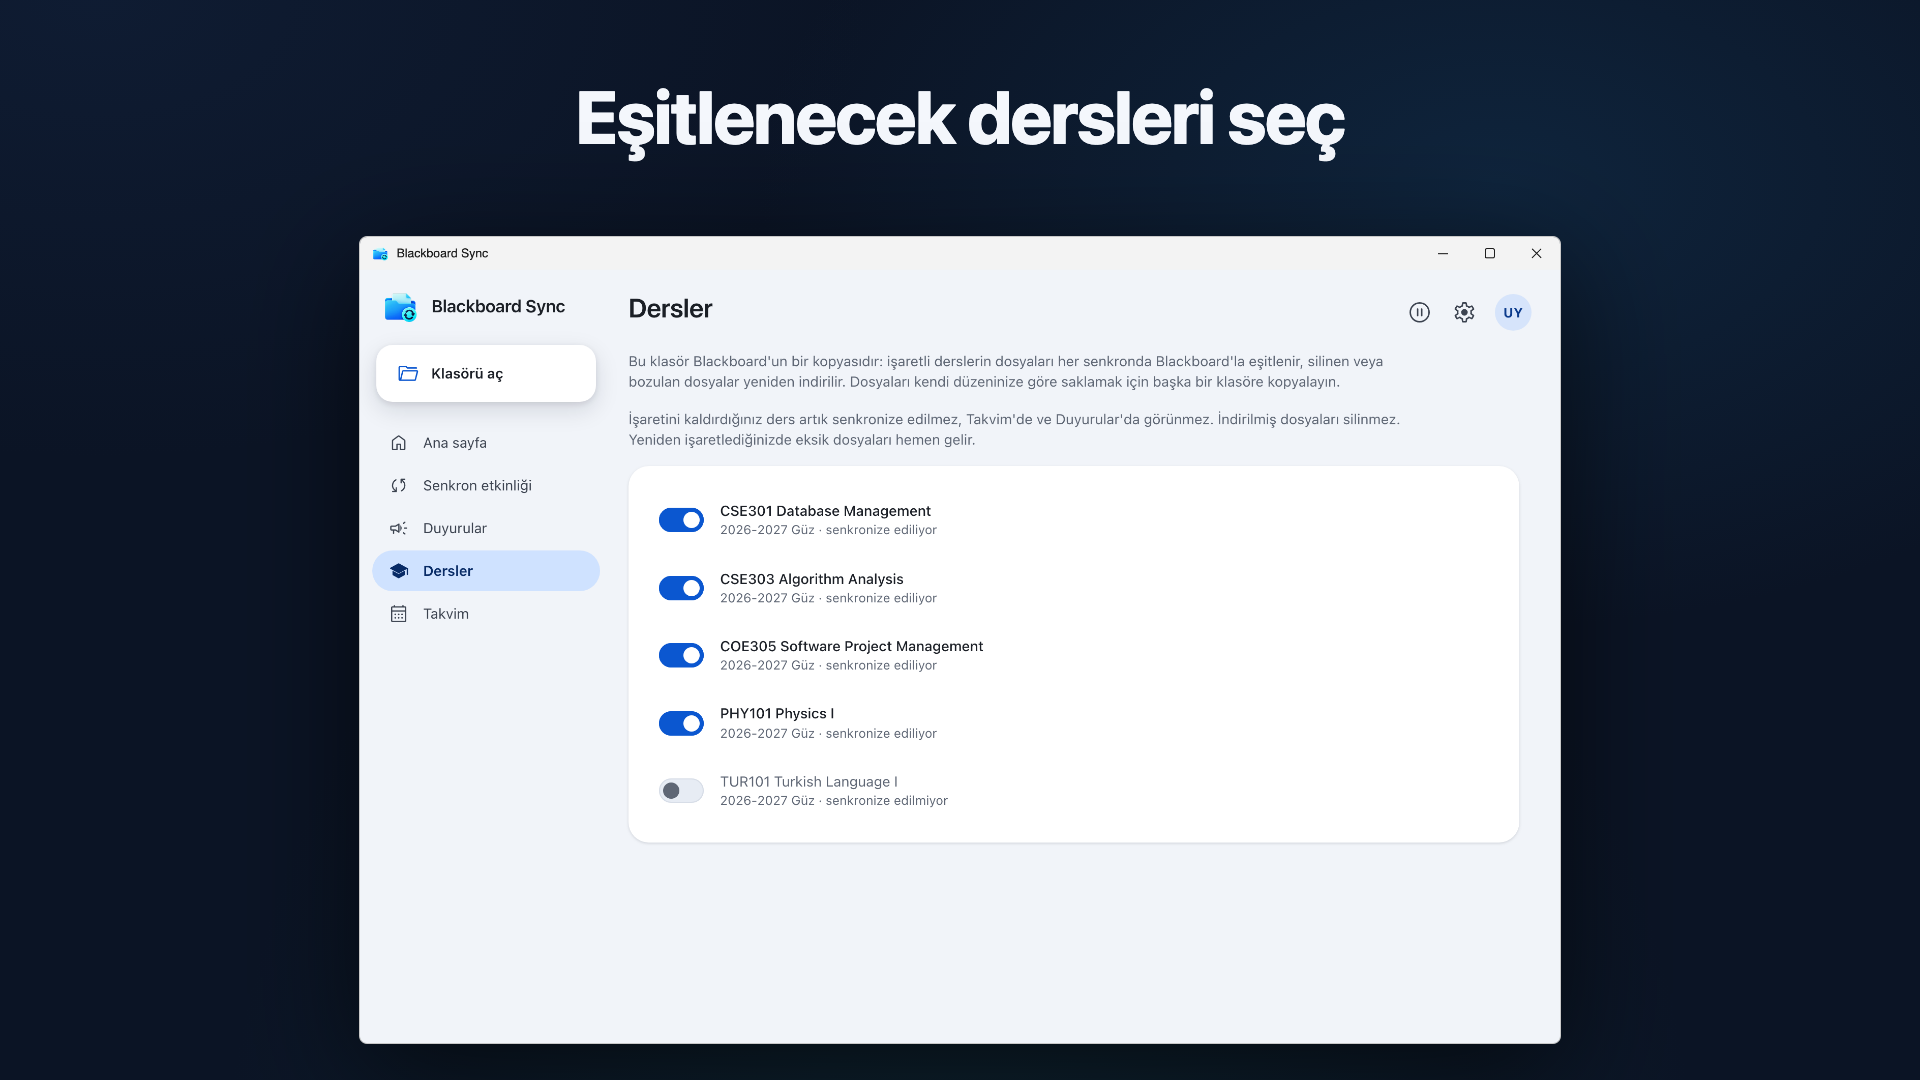 Eşitlenecek dersleri seç
Blackboard Sync
Blackboard Sync
Klasörü aç
Ana sayfa
Senkron etkinliği
Duyurular
Dersler
Takvim
Dersler
UY
Bu klasör Blackboard'un bir kopyasıdır: işaretli derslerin dosyaları her senkronda Blackboard'la eşitlenir, silinen veya
bozulan dosyalar yeniden indirilir. Dosyaları kendi düzeninize göre saklamak için başka bir klasöre kopyalayın.
İşaretini kaldırdığınız ders artık senkronize edilmez, Takvim'de ve Duyurular'da görünmez. İndirilmiş dosyaları silinmez.
Yeniden işaretlediğinizde eksik dosyaları hemen gelir.
CSE301 Database Management
2026-2027 Güz · senkronize ediliyor
CSE303 Algorithm Analysis
2026-2027 Güz · senkronize ediliyor
COE305 Software Project Management
2026-2027 Güz · senkronize ediliyor
PHY101 Physics I
2026-2027 Güz · senkronize ediliyor
TUR101 Turkish Language I
2026-2027 Güz · senkronize edilmiyor